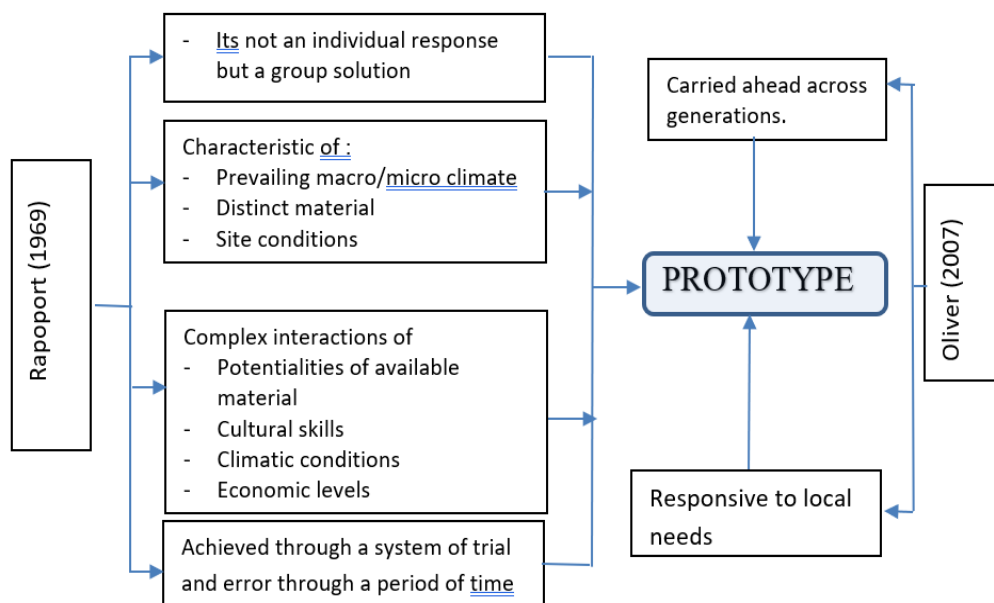 Rapoport (1969)
- Its not an individual response
but a group solution
Characteristic of :
- Prevailing macro/micro climate
- Distinct material
- Site conditions
Complex interactions of
- Potentialities of available
material
- Cultural skills
- Climatic conditions
- Economic levels
Achieved through a system of trial
and error through a period of time
Carried ahead across
generations.
PROTOTYPE
Responsive to local
needs
Oliver (2007)